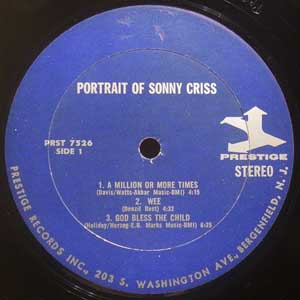 PORTRAIT OF SONNY CRISS
PRST 7526
SIDE 1
PRESTIGE
STEREO
1. A MILLION OR MORE TIMES
(Davis/Watts-Akbar Music-BMI) 4:15
2. WEE
(Denzil Best) 4:33
3. GOD BLESS THE CHILD
(Holiday/Herzog-E.B. Marks Music-BMI) 6:25
PRESTIGE RECORDS INC., 203 S. WASHINGTON AVE., BERGENFIELD, N. J.